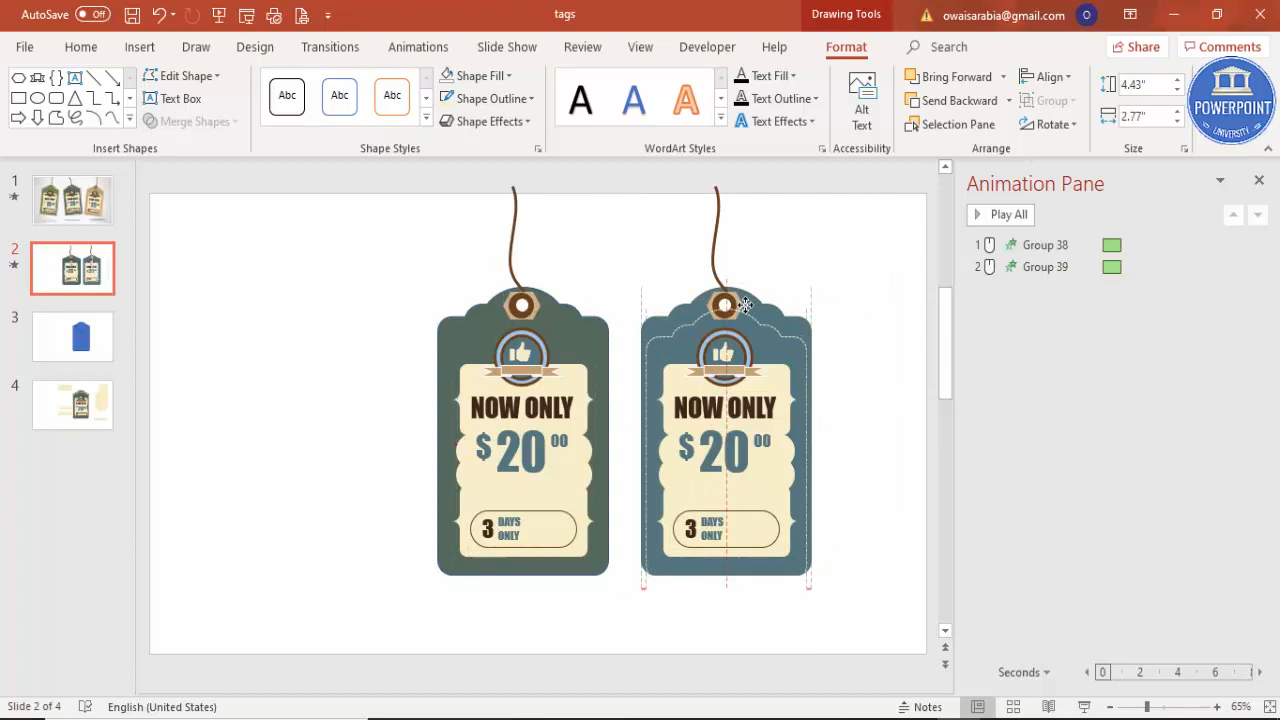 AutoSave Off
tags
Drawing Tools
owaisarabia@gmail.com
O
File Home Insert Draw Design Transitions Animations Slide Show Review View Developer Help Format Search
Share
Comments
Edit Shape
Text Box
Merge Shapes
Insert Shapes
Abc Abc Abc
Shape Fill
Shape Outline
Shape Effects
Shape Styles
A A A
Text Fill
Text Outline
Text Effects
WordArt Styles
Alt
Text
Accessibility
Bring Forward
Send Backward
Selection Pane
Align
Group
Rotate
Arrange
4.43"
2.77"
Size
POWERPOINT
UNIVERSITY
1
2
3
4
NOW ONLY
$ 20 00
3 DAYS
ONLY
NOW ONLY
$ 20 00
3 DAYS
ONLY
Animation Pane
Play All
1 Group 38
2 Group 39
Seconds
0 2 4 6
Slide 2 of 4
English (United States)
Notes
65%